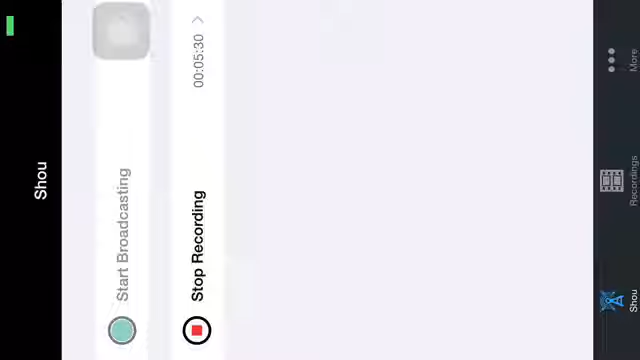 Shou
Start Broadcasting
Stop Recording 00:05:30
Shou
Recordings
More